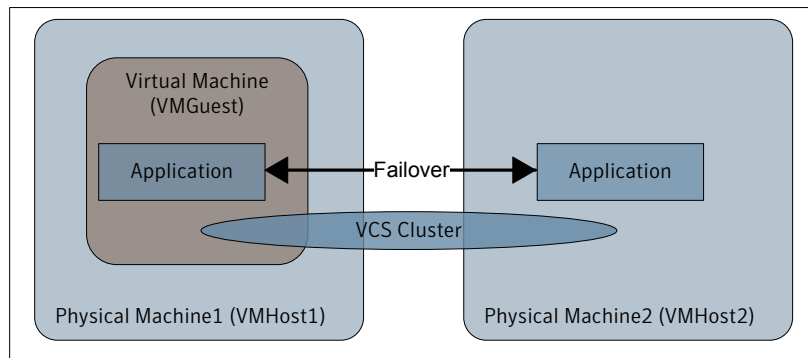 Virtual Machine
(VMGuest)
Application
Failover
Application
VCS Cluster
Physical Machine1 (VMHost1)
Physical Machine2 (VMHost2)